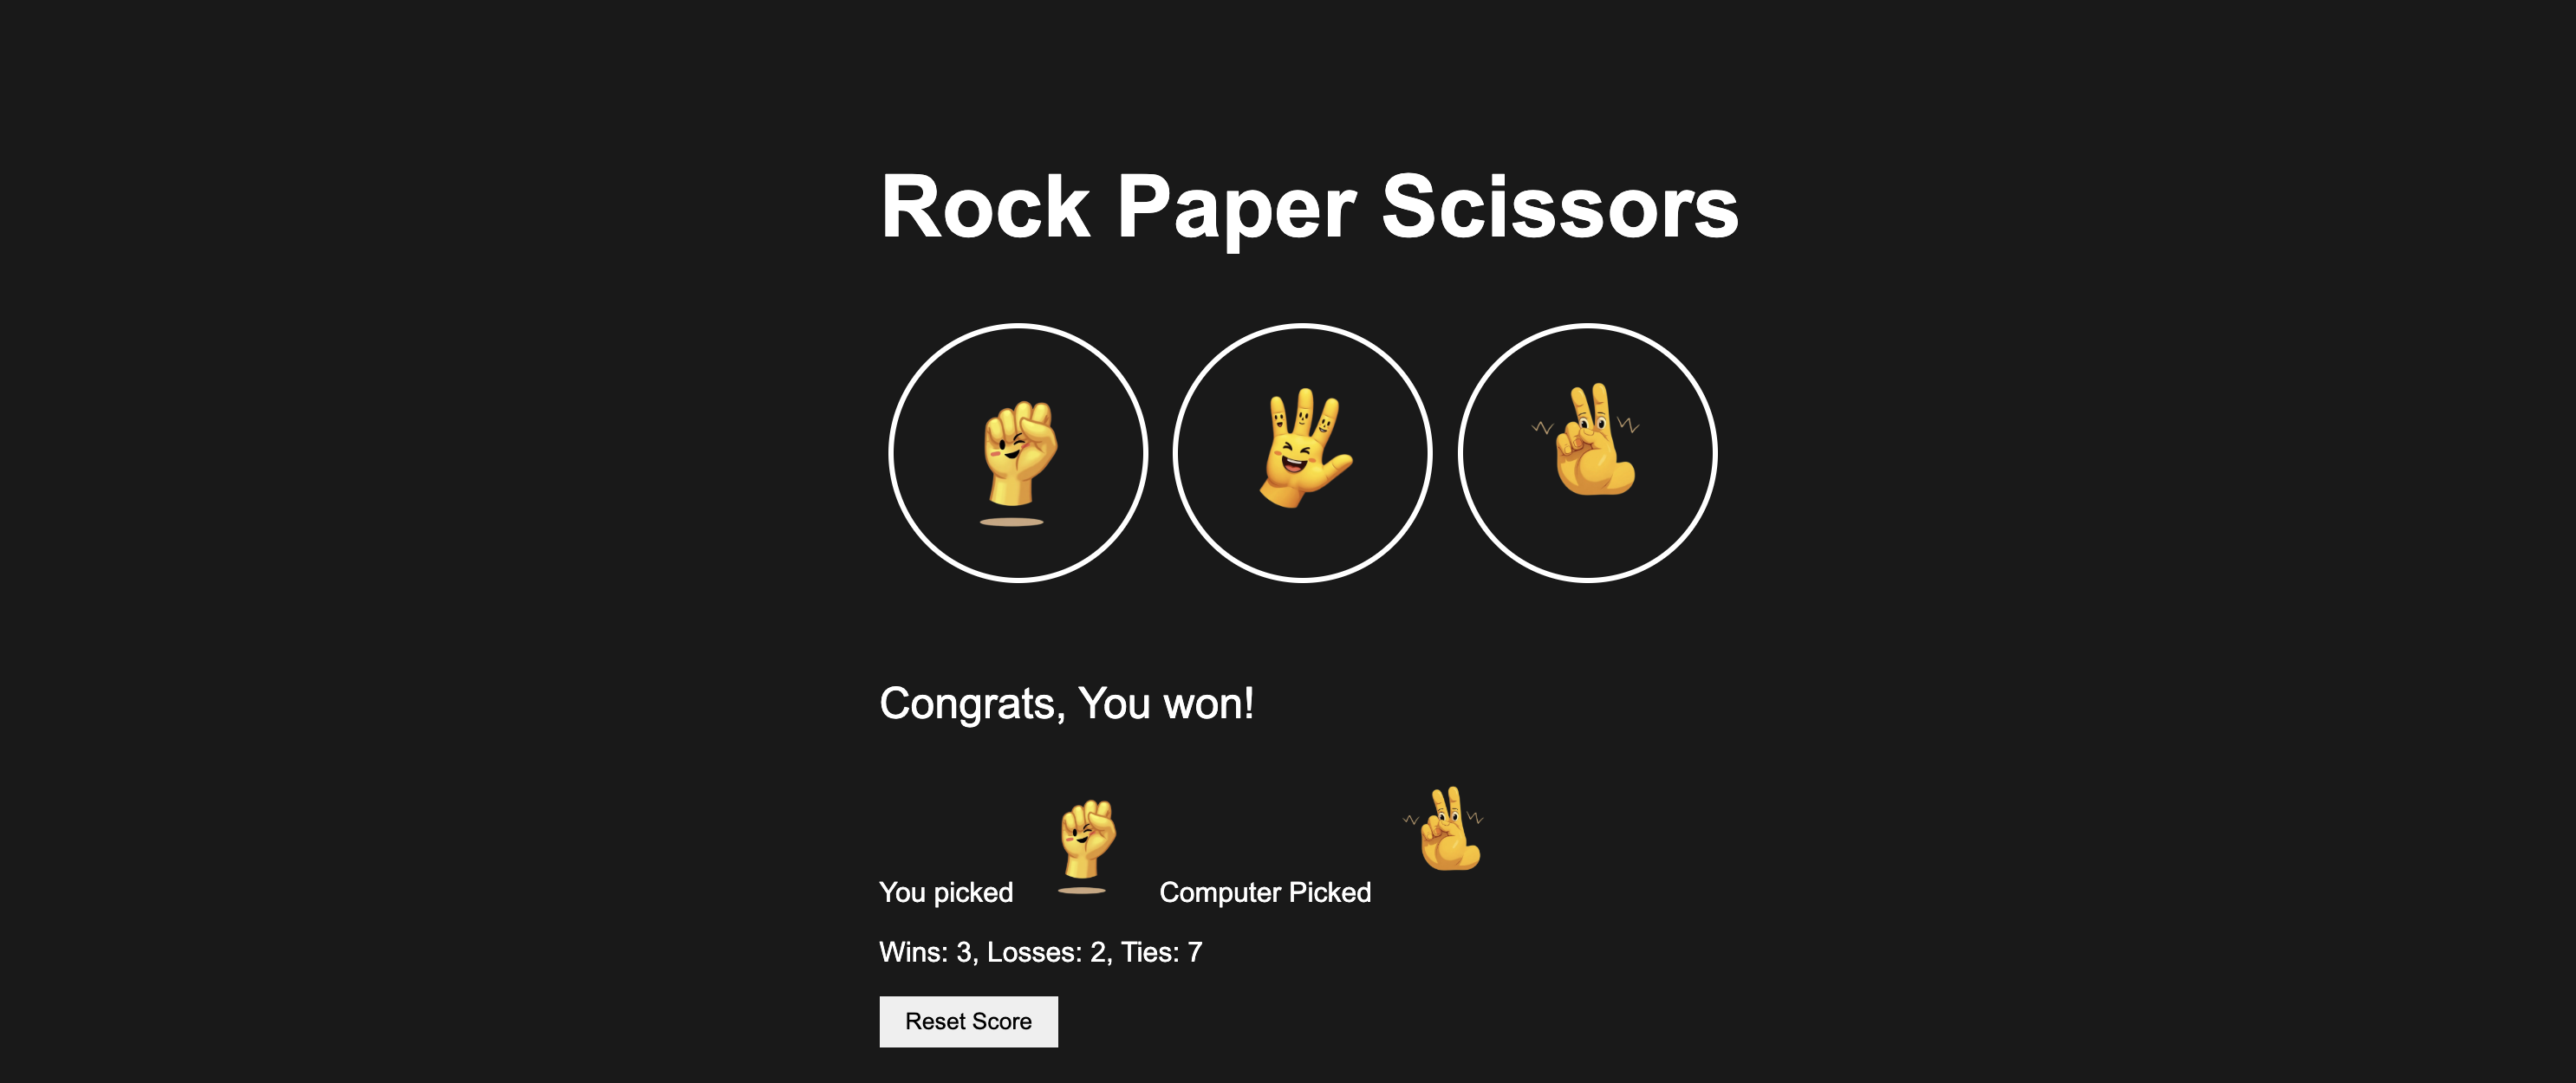 Rock Paper Scissors
Congrats, You won!
You picked Computer Picked
Wins: 3, Losses: 2, Ties: 7
Reset Score